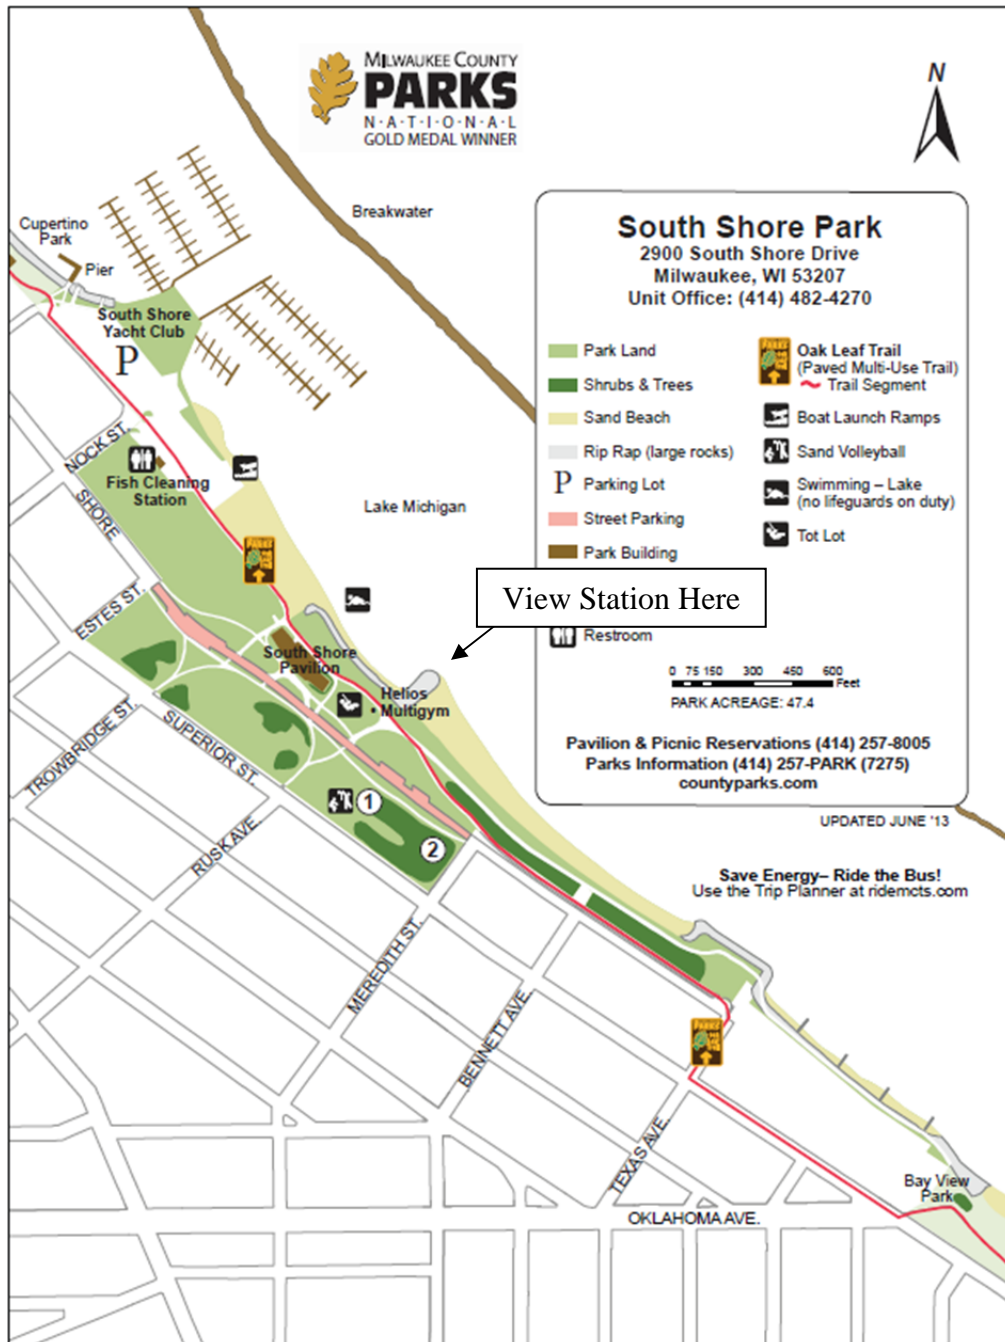 MILWAUKEE COUNTY
PARKS
N·A·T·I·O·N·A·L
GOLD MEDAL WINNER
N
Breakwater
Cupertino
Park
Pier
South Shore
Yacht Club
P
South Shore Park
2900 South Shore Drive
Milwaukee, WI 53207
Unit Office: (414) 482-4270
Park Land
Shrubs & Trees
Sand Beach
Rip Rap (large rocks)
P Parking Lot
Street Parking
Park Building
Restroom
Oak Leaf Trail
(Paved Multi-Use Trail)
Trail Segment
Boat Launch Ramps
Sand Volleyball
Swimming – Lake
(no lifeguards on duty)
Tot Lot
View Station Here
0 75 150 300 450 600
Feet
PARK ACREAGE: 47.4
Pavilion & Picnic Reservations (414) 257-8005
Parks Information (414) 257-PARK (7275)
countyparks.com
UPDATED JUNE '13
Save Energy– Ride the Bus!
Use the Trip Planner at ridemcts.com
NOCK ST.
Fish Cleaning
Station
SHORE
Lake Michigan
PARKS
ESTES ST.
South Shore
Pavilion
Helios
• Multigym
TROWBRIDGE ST.
SUPERIOR ST.
RUSK AVE.
1
2
MEREDITH ST.
BENNETT AVE.
PARKS
TEXAS AVE.
OKLAHOMA AVE.
Bay View
Park